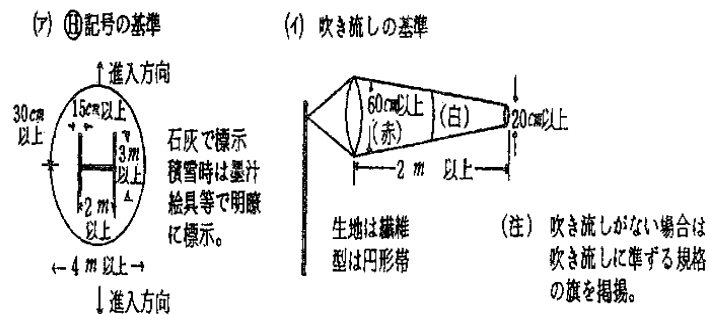 (ア) Ⓗ記号の基準
進入方向
30cm
以上
15cm以上
3m
以上
2m
以上
4m以上
進入方向
石灰で標示
積雪時は墨汁
絵具等で明瞭
に標示。
(イ) 吹き流しの基準
60cm以上
(赤)
(白)
20cm以上
2m 以上
生地は繊維
型は円形帯
(注) 吹き流しがない場合は
吹き流しに準ずる規格
の旗を掲揚。